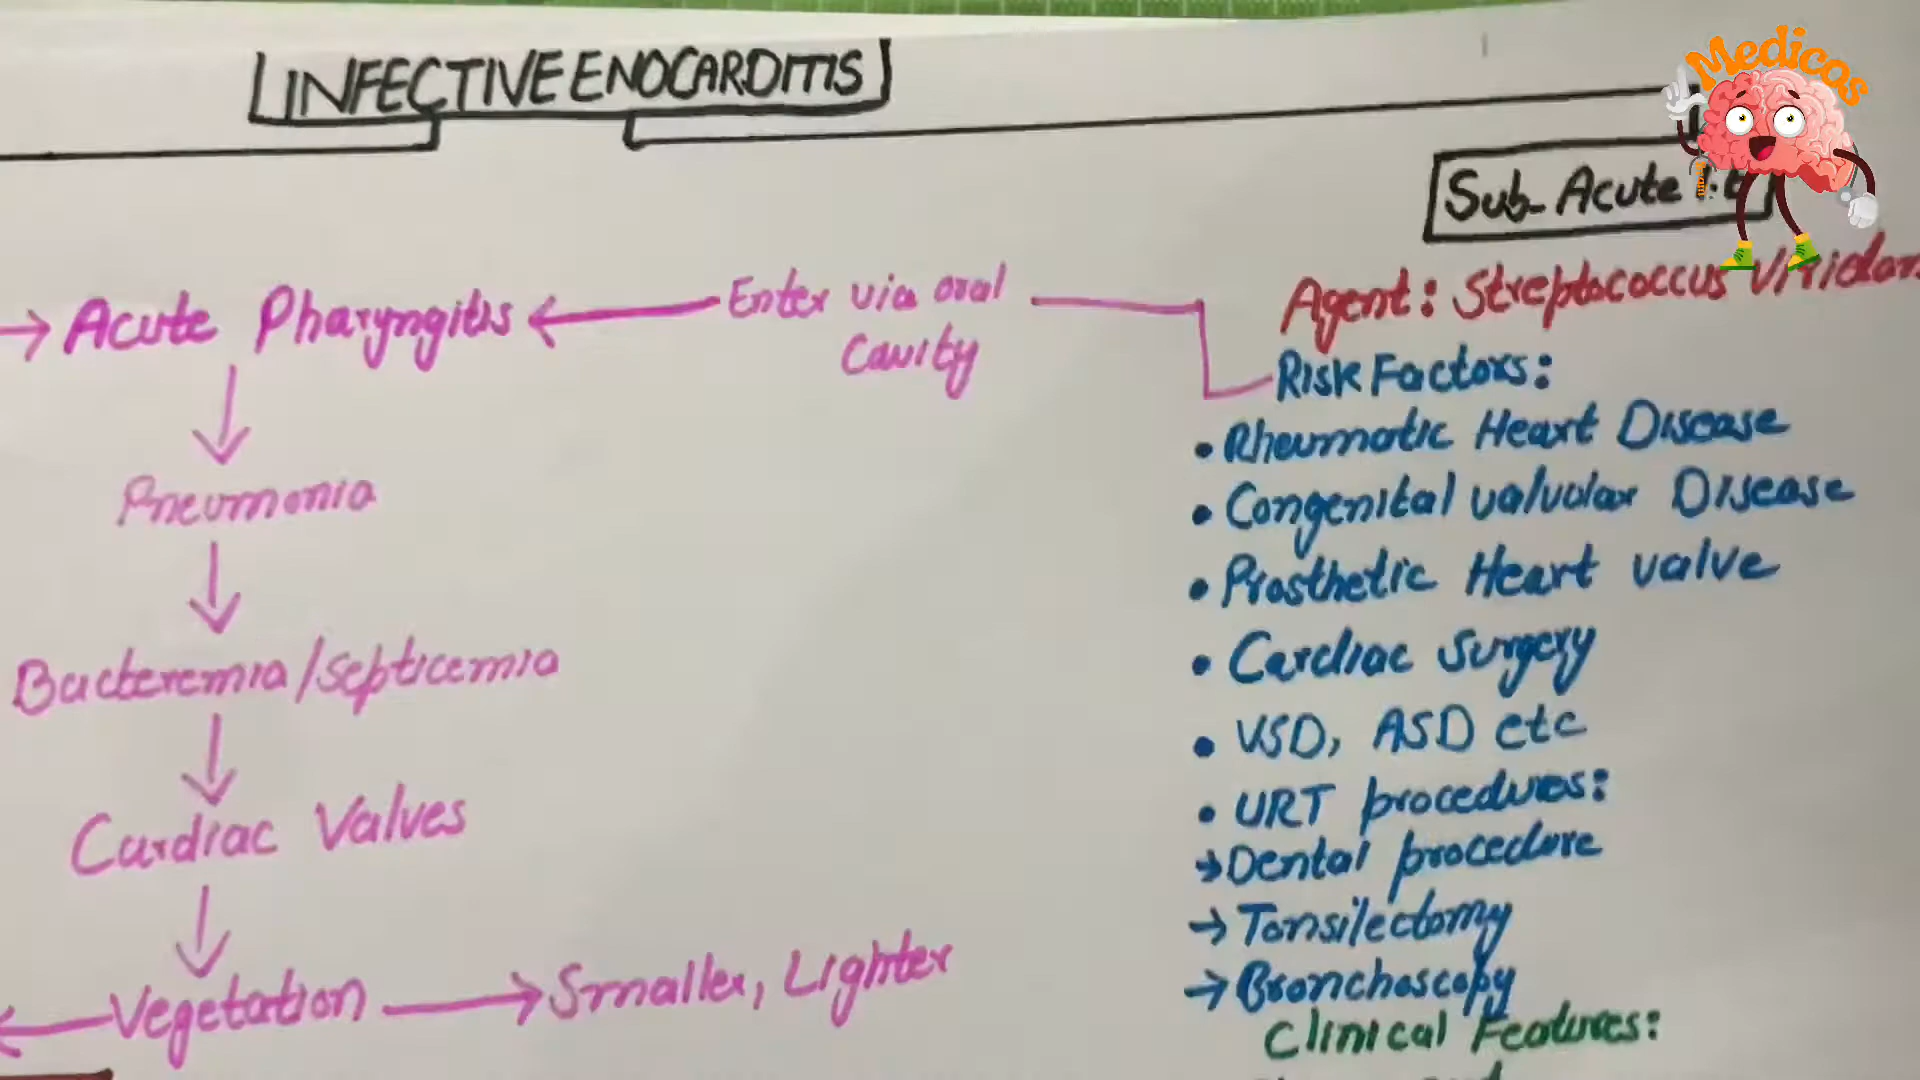 INFECTIVE ENOCARDITIS
Medicos
Sub-Acute I.E
Acute Pharyngitis
Enter via oral
Cavity
Agent: Streptococcus Viridan
Risk Factors:
• Rheumatic Heart Disease
• Congenital valvular Disease
• Prosthetic Heart valve
• Cardiac Surgery
• VSD, ASD etc
• URT procedures:
→ Dental procedure
→ Tonsilectomy
→ Bronchoscopy
Clinical Features:
Pneumonia
Bacteremia/Septicemia
Cardiac Valves
Vegetation → Smaller, Lighter